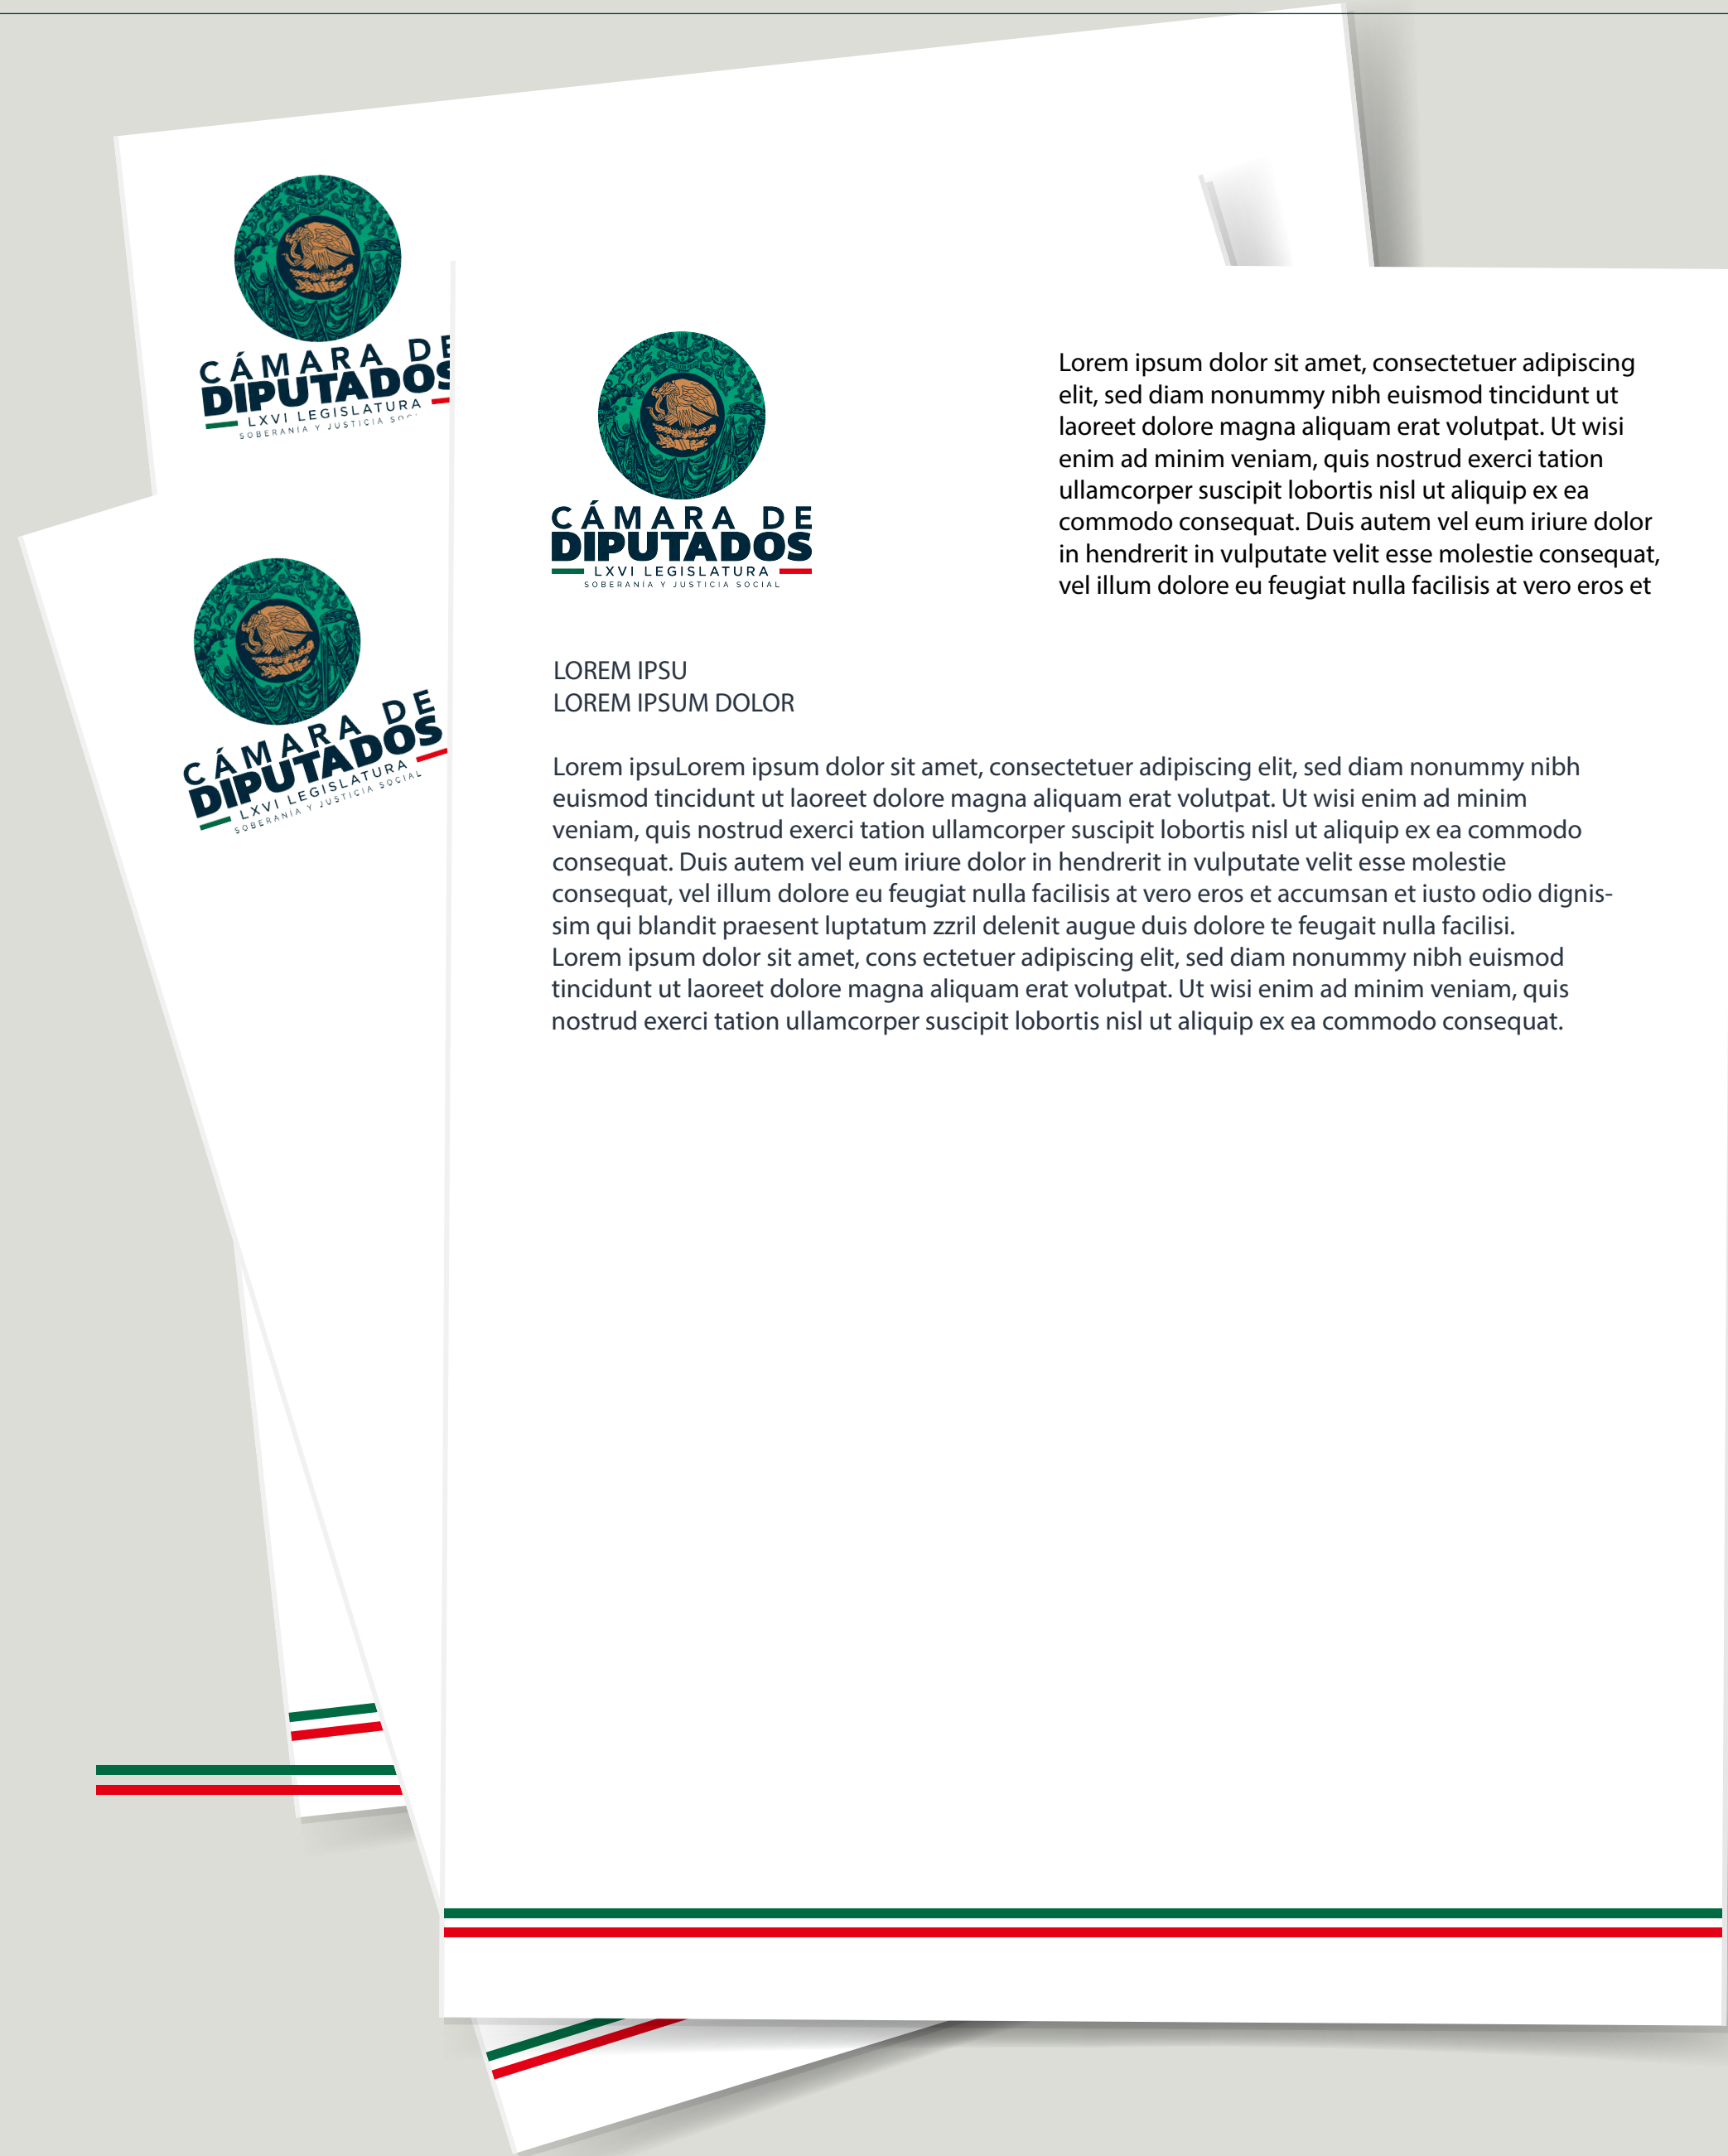 CÁMARA DE
DIPUTADOS
LXVI LEGISLATURA
SOBERANÍA Y JUSTICIA
CÁMARA DE
DIPUTADOS
LXVI LEGISLATURA
SOBERANÍA Y JUSTICIA SOCIAL
CÁMARA DE
DIPUTADOS
LXVI LEGISLATURA
SOBERANÍA Y JUSTICIA SOCIAL
Lorem ipsum dolor sit amet, consectetuer adipiscing
elit, sed diam nonummy nibh euismod tincidunt ut
laoreet dolore magna aliquam erat volutpat. Ut wisi
enim ad minim veniam, quis nostrud exerci tation
ullamcorper suscipit lobortis nisl ut aliquip ex ea
commodo consequat. Duis autem vel eum iriure dolor
in hendrerit in vulputate velit esse molestie consequat,
vel illum dolore eu feugiat nulla facilisis at vero eros et
LOREM IPSU
LOREM IPSUM DOLOR
Lorem ipsuLorem ipsum dolor sit amet, consectetuer adipiscing elit, sed diam nonummy nibh
euismod tincidunt ut laoreet dolore magna aliquam erat volutpat. Ut wisi enim ad minim
veniam, quis nostrud exerci tation ullamcorper suscipit lobortis nisl ut aliquip ex ea commodo
consequat. Duis autem vel eum iriure dolor in hendrerit in vulputate velit esse molestie
consequat, vel illum dolore eu feugiat nulla facilisis at vero eros et accumsan et iusto odio dignis-
sim qui blandit praesent luptatum zzril delenit augue duis dolore te feugait nulla facilisi.
Lorem ipsum dolor sit amet, cons ectetuer adipiscing elit, sed diam nonummy nibh euismod
tincidunt ut laoreet dolore magna aliquam erat volutpat. Ut wisi enim ad minim veniam, quis
nostrud exerci tation ullamcorper suscipit lobortis nisl ut aliquip ex ea commodo consequat.